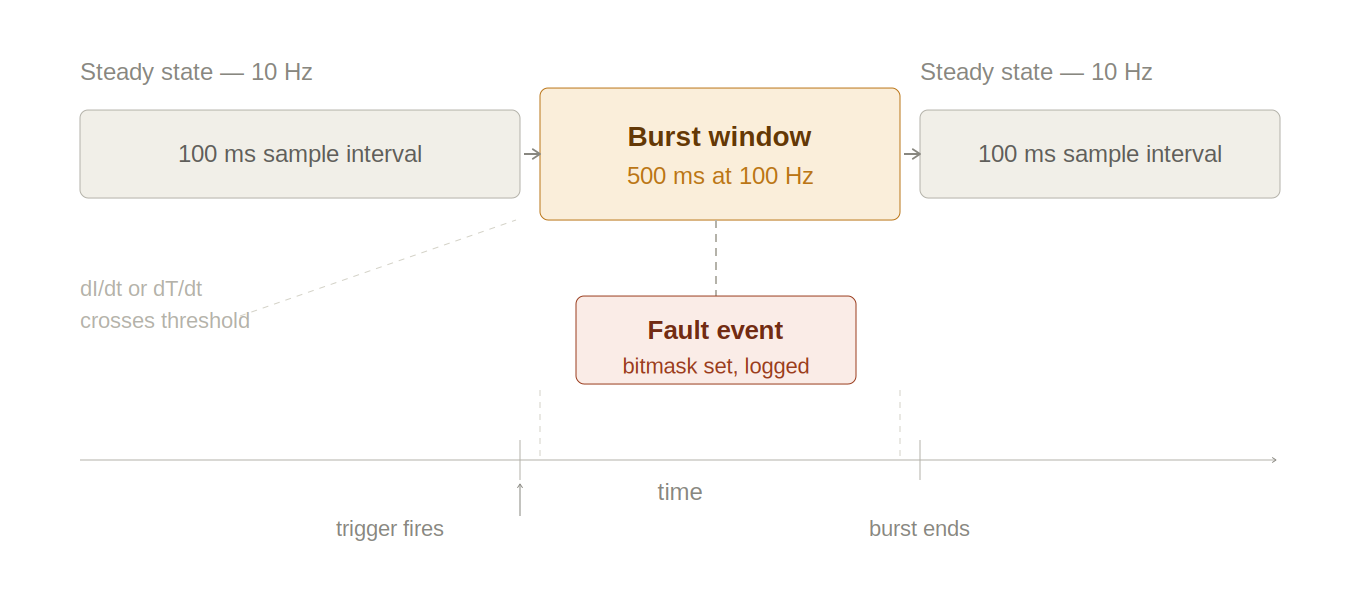 Steady state — 10 Hz
Steady state — 10 Hz
100 ms sample interval
Burst window
500 ms at 100 Hz
100 ms sample interval
dI/dt or dT/dt
crosses threshold
Fault event
bitmask set, logged
time
trigger fires
burst ends